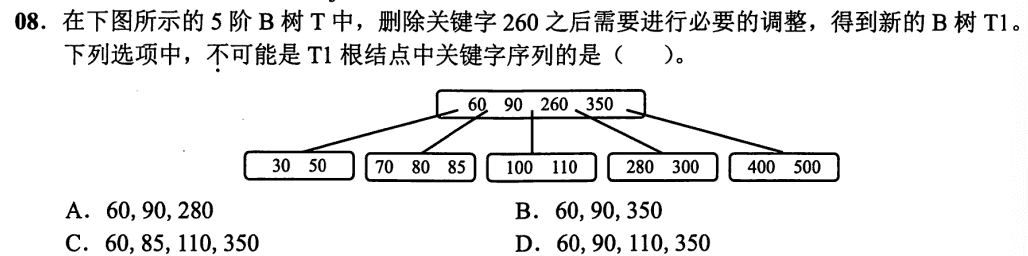 08. 在下图所示的 5 阶 B 树 T 中，删除关键字 260 之后需要进行必要的调整，得到新的 B 树 T1。
下列选项中，不可能是 T1 根结点中关键字序列的是（　　）。
60 90 260 350
30 50 70 80 85 100 110 280 300 400 500
A. 60, 90, 280 B. 60, 90, 350
C. 60, 85, 110, 350 D. 60, 90, 110, 350